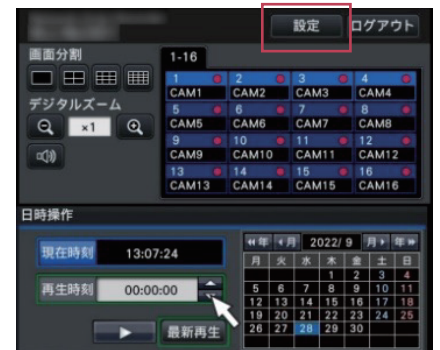 設定 ログアウト
画面分割
1-16
1 2 3 4
CAM1 CAM2 CAM3 CAM4
デジタルズーム
5 6 7 8
CAM5 CAM6 CAM7 CAM8
×1
9 10 11 12
CAM9 CAM10 CAM11 CAM12
13 14 15 16
CAM13 CAM14 CAM15 CAM16
日時操作
現在時刻 13:07:24
再生時刻 00:00:00
最新再生
年 月 2022/ 9 月 年
月 火 水 木 金 土 日
1 2 3 4
5 6 7 8 9 10 11
12 13 14 15 16 17 18
19 20 21 22 23 24 25
26 27 28 29 30